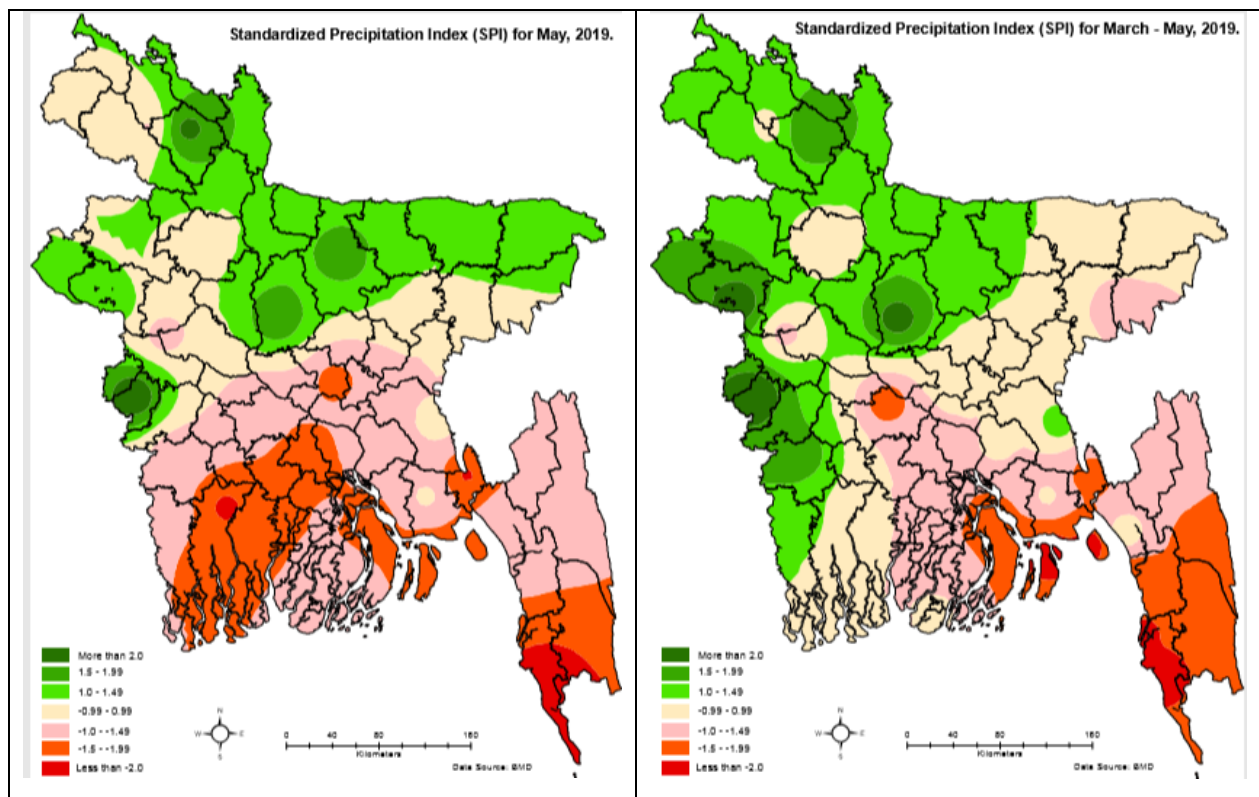 Standardized Precipitation Index (SPI) for May, 2019.
More than 2.0
1.5 - 1.99
1.0 - 1.49
-0.99 - 0.99
-1.0 - -1.49
-1.5 - -1.99
Less than -2.0
N
W
E
S
0 40 80 160
Kilometers
Data Source: BMD
Standardized Precipitation Index (SPI) for March - May, 2019.
More than 2.0
1.5 - 1.99
1.0 - 1.49
-0.99 - 0.99
-1.0 - -1.49
-1.5 - -1.99
Less than -2.0
N
W
E
S
0 40 80 160
Kilometers
Data Source: BMD